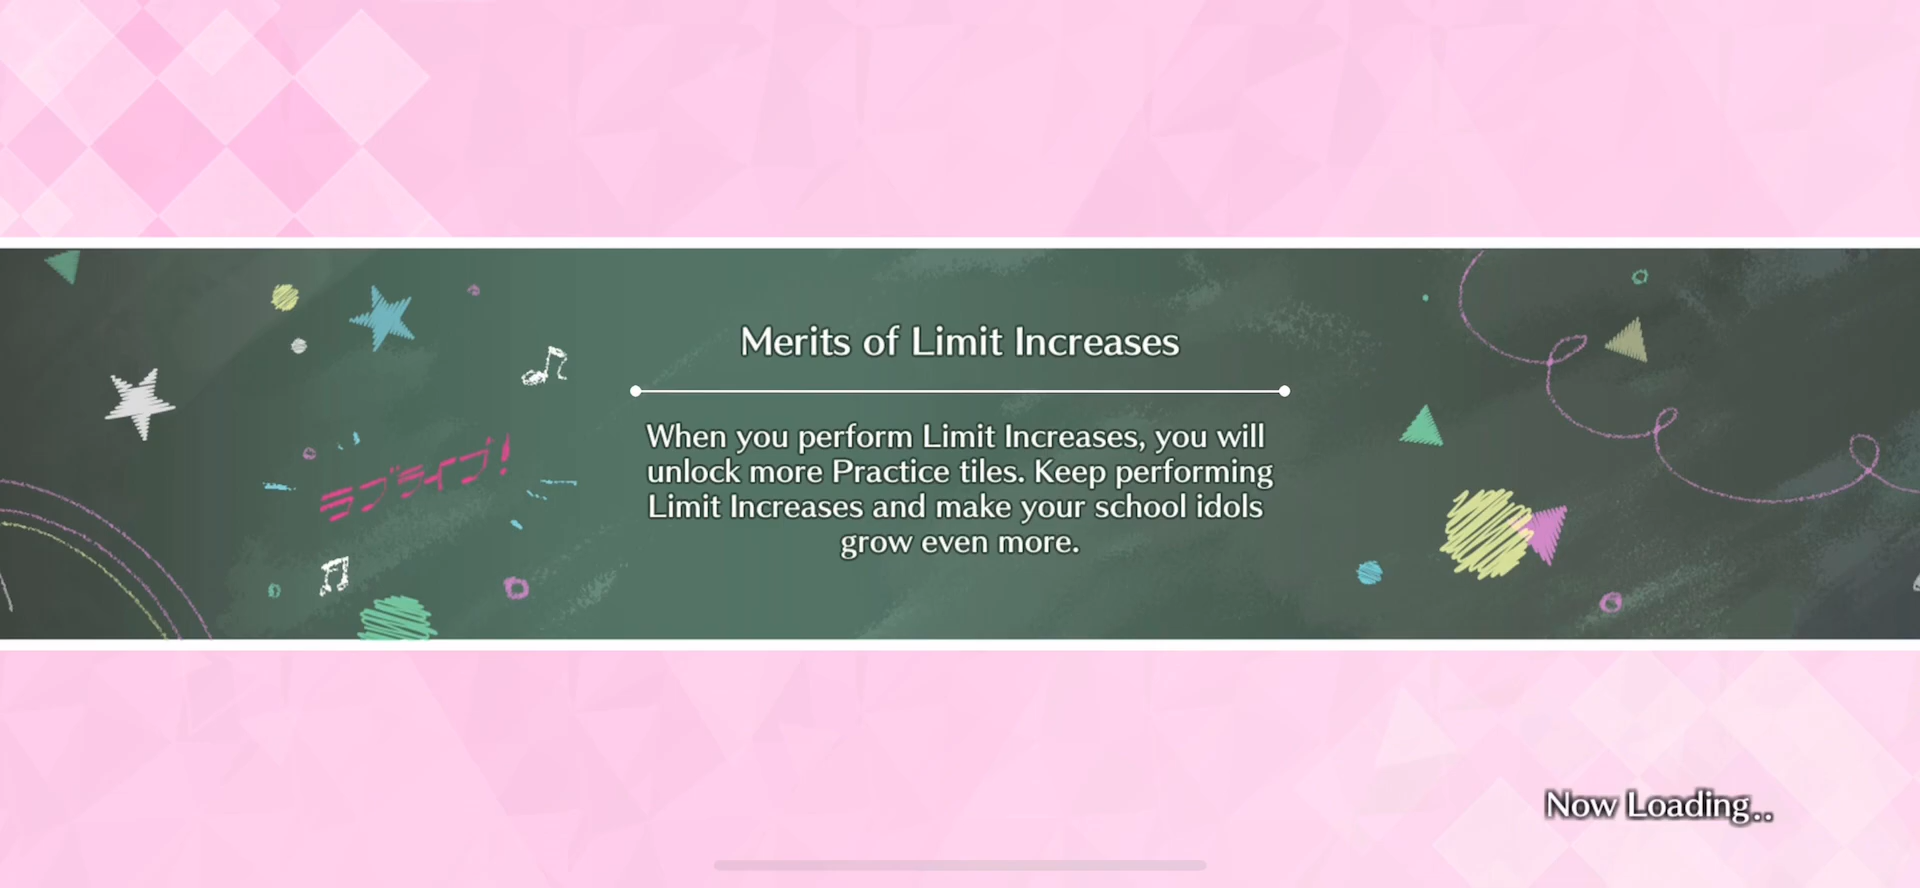 Merits of Limit Increases
When you perform Limit Increases, you will
unlock more Practice tiles. Keep performing
Limit Increases and make your school idols
grow even more.
ラブライブ!
Now Loading..